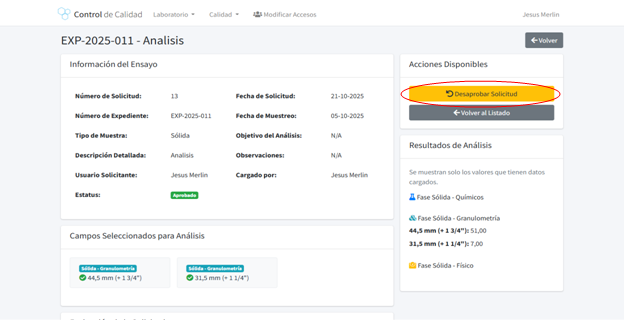 Control de Calidad Laboratorio Calidad Modificar Accesos Jesus Merlin
EXP-2025-011 - Analisis Volver
Información del Ensayo
Número de Solicitud: 13 Fecha de Solicitud: 21-10-2025
Número de Expediente: EXP-2025-011 Fecha de Muestreo: 05-10-2025
Tipo de Muestra: Sólida Objetivo del Análisis: N/A
Descripción Detallada: Analisis Observaciones: N/A
Usuario Solicitante: Jesus Merlin Cargado por: Jesus Merlin
Estatus: Aprobado
Campos Seleccionados para Análisis
Sólida - Granulometría Sólida - Granulometría
44,5 mm (+ 1 3/4") 31,5 mm (+ 1 1/4")
Acciones Disponibles
Desaprobar Solicitud
Volver al Listado
Resultados de Análisis
Se muestran solo los valores que tienen datos
cargados.
Fase Sólida - Químicos
Fase Sólida - Granulometría
44,5 mm (+ 1 3/4"): 51,00
31,5 mm (+ 1 1/4"): 7,00
Fase Sólida - Físico